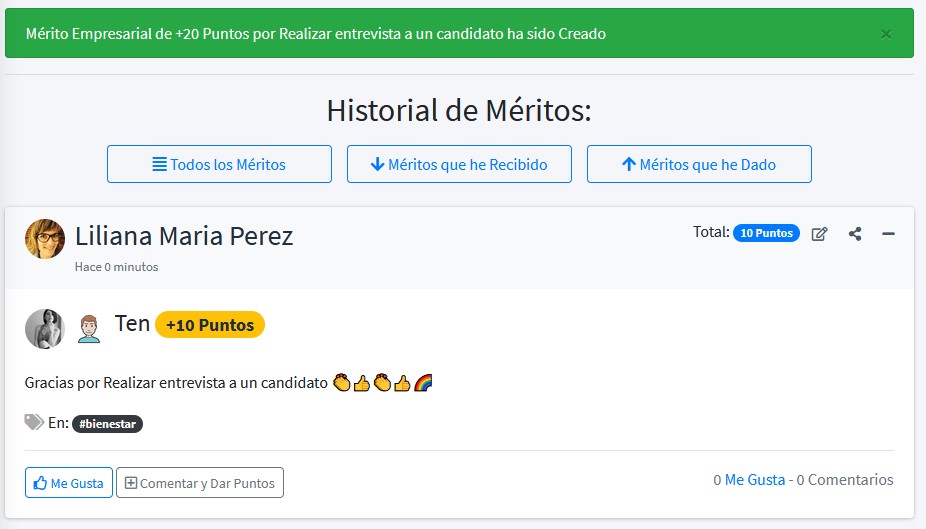 Mérito Empresarial de +20 Puntos por Realizar entrevista a un candidato ha sido Creado ×
Historial de Méritos:
Todos los Méritos
Méritos que he Recibido
Méritos que he Dado
Liliana Maria Perez
Total: 10 Puntos
Hace 0 minutos
Ten +10 Puntos
Gracias por Realizar entrevista a un candidato 👏👍👏👍🌈
En: #bienestar
Me Gusta
Comentar y Dar Puntos
0 Me Gusta - 0 Comentarios